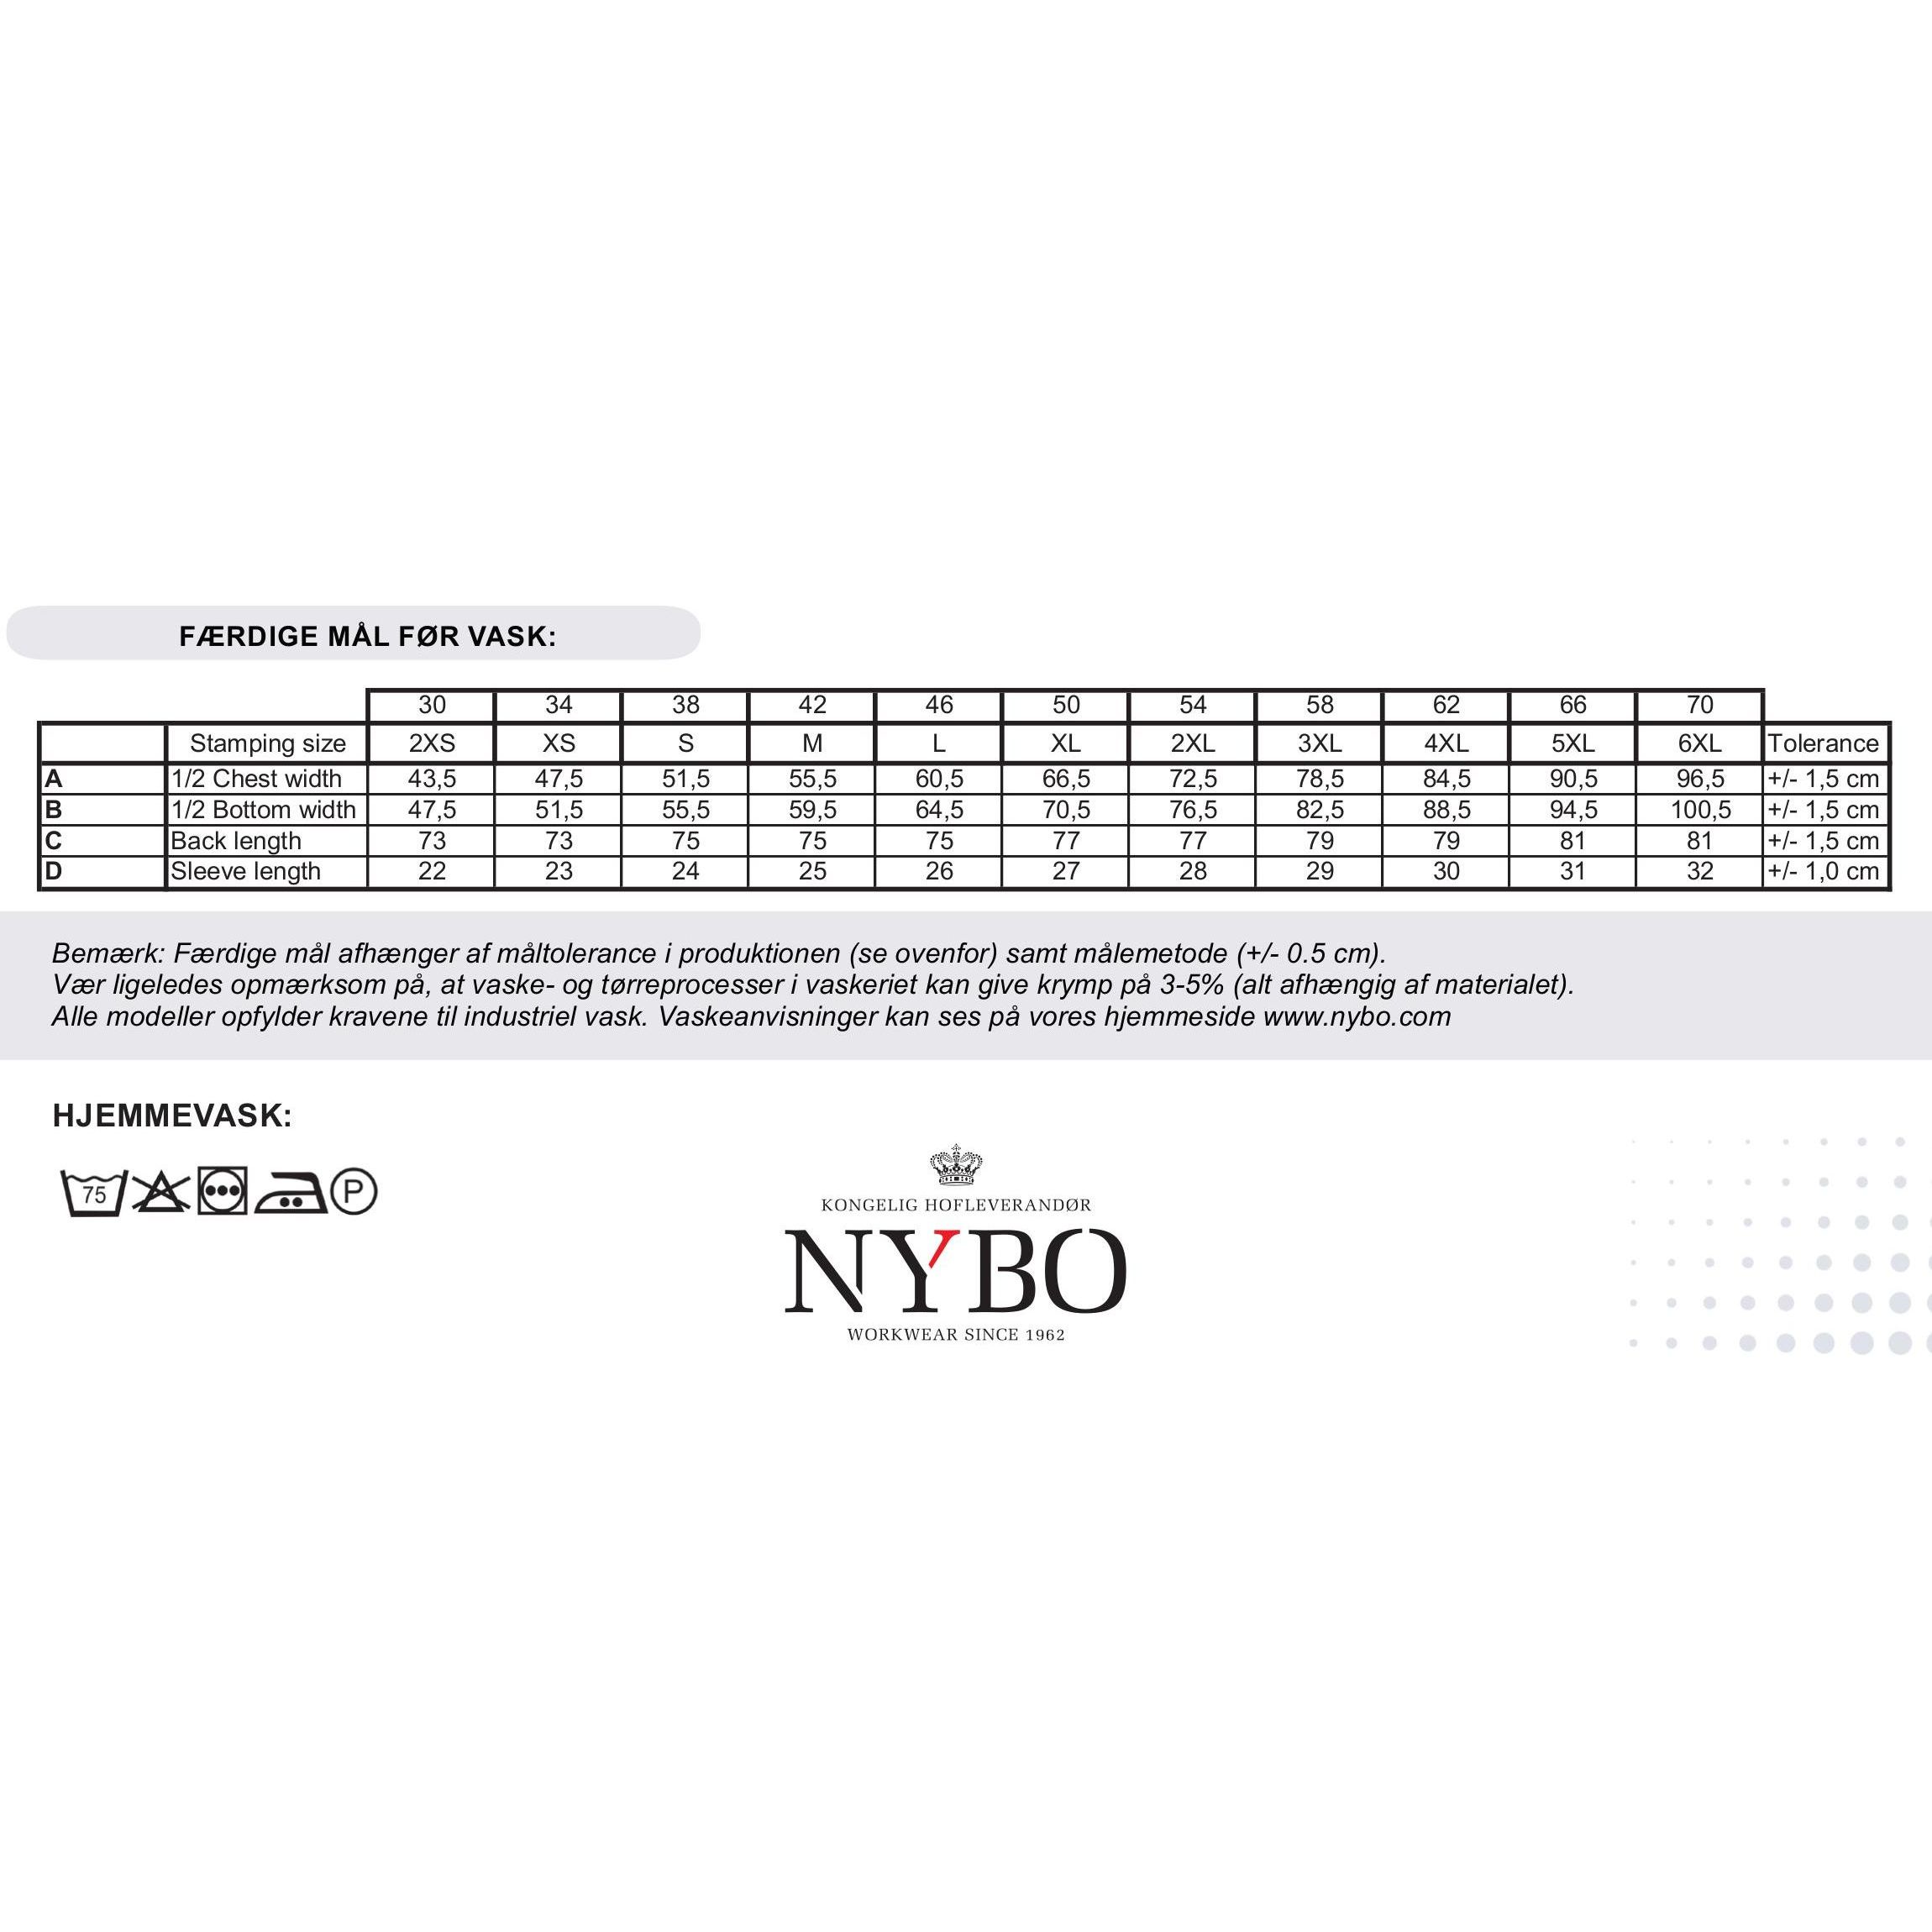 FÆRDIGE MÅL FØR VASK:
30 34 38 42 46 50 54 58 62 66 70
Stamping size 2XS XS S M L XL 2XL 3XL 4XL 5XL 6XL Tolerance
A 1/2 Chest width 43,5 47,5 51,5 55,5 60,5 66,5 72,5 78,5 84,5 90,5 96,5 +/- 1,5 cm
B 1/2 Bottom width 47,5 51,5 55,5 59,5 64,5 70,5 76,5 82,5 88,5 94,5 100,5 +/- 1,5 cm
C Back length 73 73 75 75 75 77 77 79 79 81 81 +/- 1,5 cm
D Sleeve length 22 23 24 25 26 27 28 29 30 31 32 +/- 1,0 cm
Bemærk: Færdige mål afhænger af måltolerance i produktionen (se ovenfor) samt målemetode (+/- 0.5 cm).
Vær ligeledes opmærksom på, at vaske- og tørreprocesser i vaskeriet kan give krymp på 3-5% (alt afhængig af materialet).
Alle modeller opfylder kravene til industriel vask. Vaskeanvisninger kan ses på vores hjemmeside www.nybo.com
HJEMMEVASK:
75 P
KONGELIG HOFLEVERANDØR
NYBO
WORKWEAR SINCE 1962